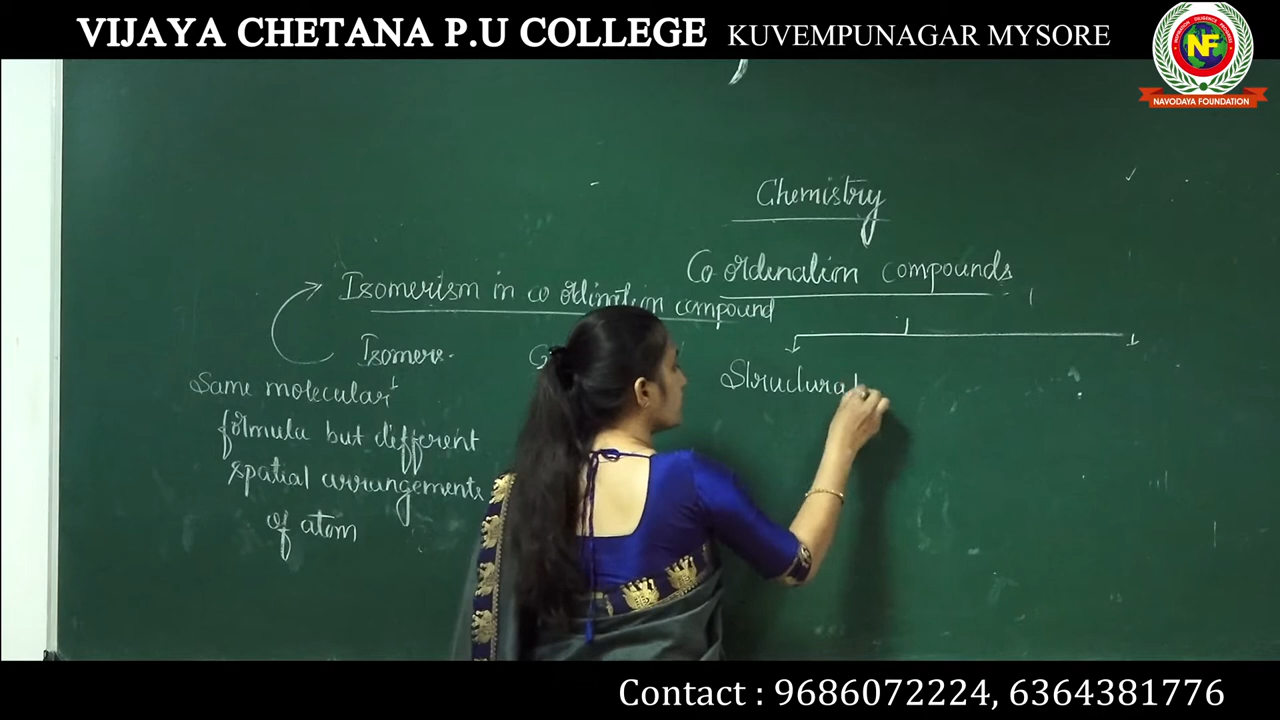 VIJAYA CHETANA P.U COLLEGE KUVEMPUNAGAR MYSORE
NF
NAVODAYA FOUNDATION
Chemistry
Co ordination compounds
Isomerism in co ordination compound
Isomers
Same molecular
formula but different
spatial arrangements
of atom
Structural
Contact : 9686072224, 6364381776